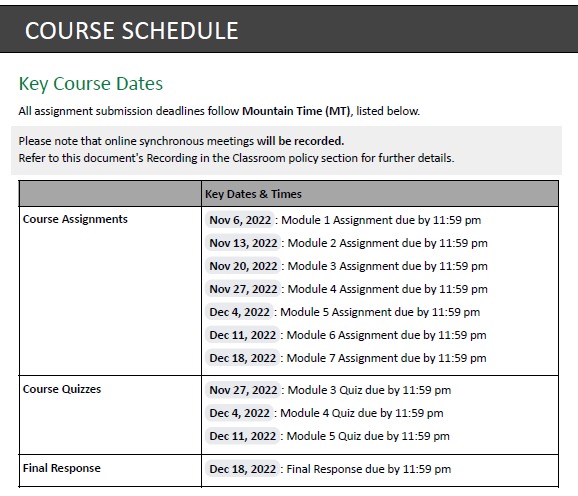 COURSE SCHEDULE
Key Course Dates
All assignment submission deadlines follow Mountain Time (MT), listed below.
Please note that online synchronous meetings will be recorded.
Refer to this document's Recording in the Classroom policy section for further details.
Key Dates & Times
Course Assignments
Nov 6, 2022 : Module 1 Assignment due by 11:59 pm
Nov 13, 2022 : Module 2 Assignment due by 11:59 pm
Nov 20, 2022 : Module 3 Assignment due by 11:59 pm
Nov 27, 2022 : Module 4 Assignment due by 11:59 pm
Dec 4, 2022 : Module 5 Assignment due by 11:59 pm
Dec 11, 2022 : Module 6 Assignment due by 11:59 pm
Dec 18, 2022 : Module 7 Assignment due by 11:59 pm
Course Quizzes
Nov 27, 2022 : Module 3 Quiz due by 11:59 pm
Dec 4, 2022 : Module 4 Quiz due by 11:59 pm
Dec 11, 2022 : Module 5 Quiz due by 11:59 pm
Final Response
Dec 18, 2022 : Final Response due by 11:59 pm